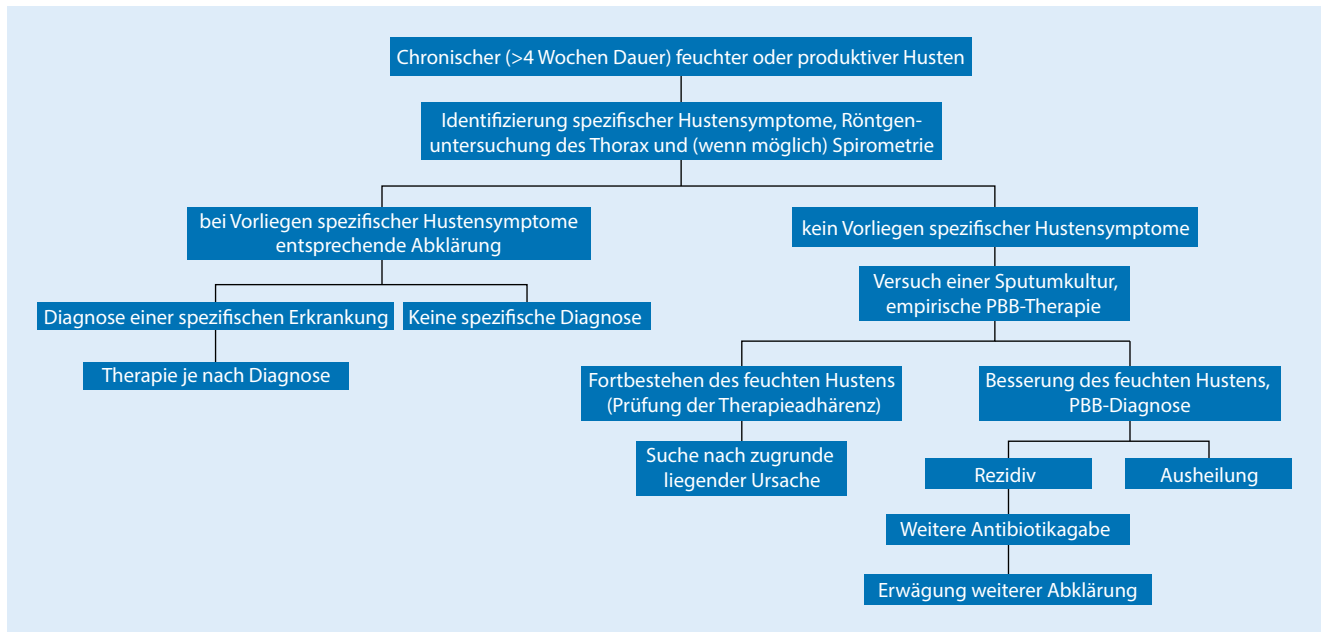 Chronischer (>4 Wochen Dauer) feuchter oder produktiver Husten
Identifizierung spezifischer Hustensymptome, Röntgen-
untersuchung des Thorax und (wenn möglich) Spirometrie
bei Vorliegen spezifischer Hustensymptome
entsprechende Abklärung
kein Vorliegen spezifischer Hustensymptome
Versuch einer Sputumkultur,
empirische PBB-Therapie
Diagnose einer spezifischen Erkrankung
Keine spezifische Diagnose
Therapie je nach Diagnose
Fortbestehen des feuchten Hustens
(Prüfung der Therapieadhärenz)
Besserung des feuchten Hustens,
PBB-Diagnose
Suche nach zugrunde
liegender Ursache
Rezidiv
Ausheilung
Weitere Antibiotikagabe
Erwägung weiterer Abklärung